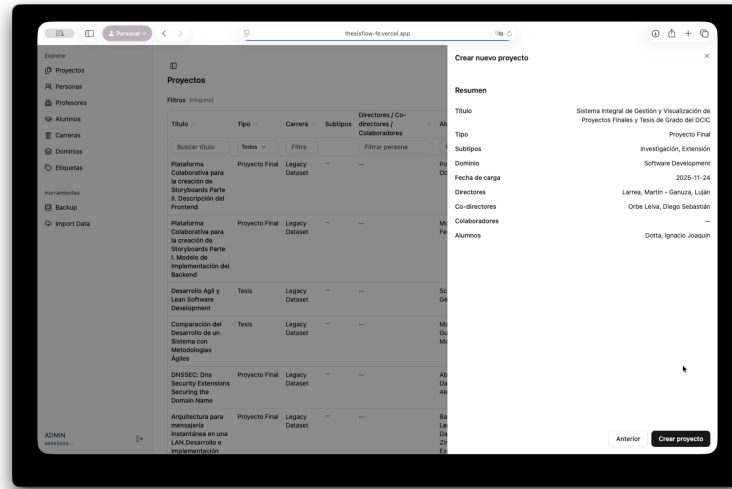 Personal
thesisflow-fe.vercel.app
Explorar
Proyectos
Personas
Profesores
Alumnos
Carreras
Dominios
Etiquetas
Herramientas
Backup
Import Data
ADMIN
Proyectos
Filtros (ninguno)
Título
Tipo
Carrera
Subtipos
Directores / Co-
directores /
Colaboradores
Buscar título
Todos
Filtra
Filtrar persona
Plataforma
Colaborativa para
la creación de
Storyboards Parte
II. Descripción del
Frontend
Proyecto Final
Legacy
Dataset
—
—
Plataforma
Colaborativa para
la creación de
Storyboards Parte
I. Modelo de
Implementación del
Backend
Proyecto Final
Legacy
Dataset
—
—
Desarrollo Agil y
Lean Software
Development
Tesis
Legacy
Dataset
—
—
Comparación del
Desarrollo de un
Sistema con
Metodologías
Ágiles
Tesis
Legacy
Dataset
—
—
DNSSEC: Dns
Security Extensions
Securing the
Domain Name
Proyecto Final
Legacy
Dataset
—
—
Arquitectura para
mensajería
Instantánea en una
LAN.Desarrollo e
Implementación
Proyecto Final
Legacy
Dataset
—
—
Crear nuevo proyecto
Resumen
Título
Sistema Integral de Gestión y Visualización de
Proyectos Finales y Tesis de Grado del DCIC
Tipo
Proyecto Final
Subtipos
Investigación, Extensión
Dominio
Software Development
Fecha de carga
2025-11-24
Directores
Larrea, Martín • Ganuza, Luján
Co-directores
Orbe Leiva, Diego Sebastián
Colaboradores
—
Alumnos
Dotta, Ignacio Joaquín
Anterior
Crear proyecto